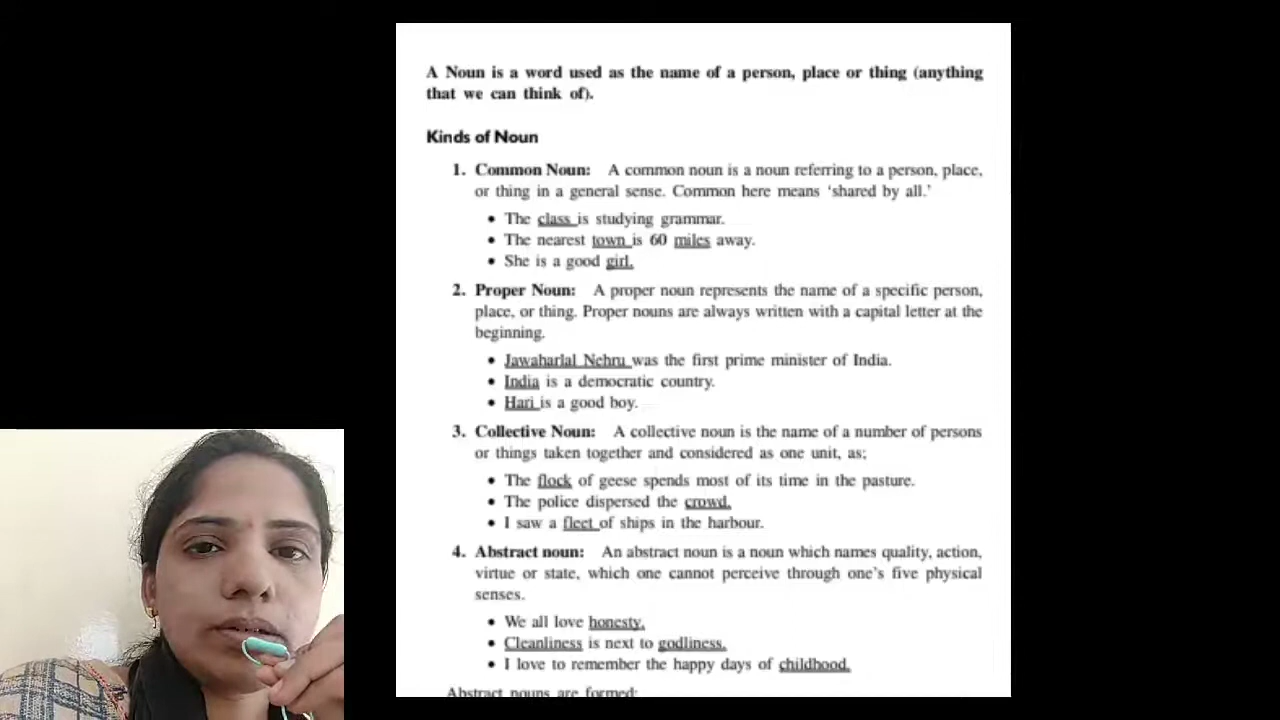 A Noun is a word used as the name of a person, place or thing (anything
that we can think of).
Kinds of Noun
1. Common Noun: A common noun is a noun referring to a person, place,
or thing in a general sense. Common here means ‘shared by all.’
• The class is studying grammar.
• The nearest town is 60 miles away.
• She is a good girl.
2. Proper Noun: A proper noun represents the name of a specific person,
place, or thing. Proper nouns are always written with a capital letter at the
beginning.
• Jawaharlal Nehru was the first prime minister of India.
• India is a democratic country.
• Hari is a good boy.
3. Collective Noun: A collective noun is the name of a number of persons
or things taken together and considered as one unit, as;
• The flock of geese spends most of its time in the pasture.
• The police dispersed the crowd.
• I saw a fleet of ships in the harbour.
4. Abstract noun: An abstract noun is a noun which names quality, action,
virtue or state, which one cannot perceive through one’s five physical
senses.
• We all love honesty.
• Cleanliness is next to godliness.
• I love to remember the happy days of childhood.
Abstract nouns are formed: